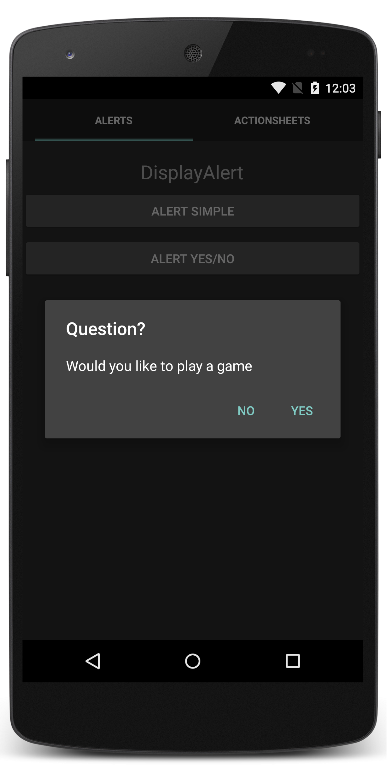 12:03
ALERTS
ACTIONSHEETS
DisplayAlert
ALERT SIMPLE
ALERT YES/NO
Question?
Would you like to play a game
NO
YES